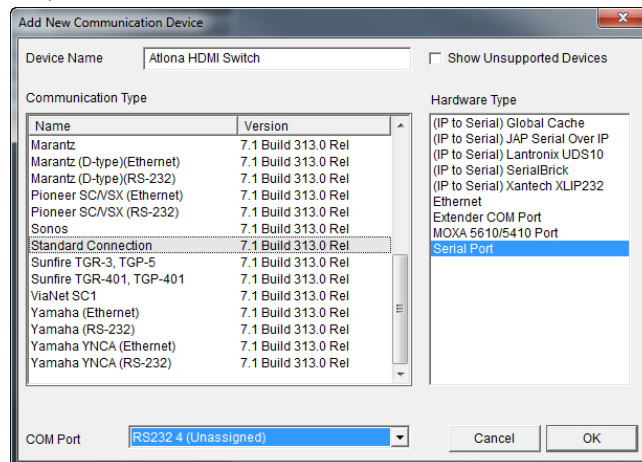 Add New Communication Device
Device Name Atlona HDMI Switch Show Unsupported Devices
Communication Type
Name Version
Marantz 7.1 Build 313.0 Rel
Marantz (D-type)(Ethernet) 7.1 Build 313.0 Rel
Marantz (D-type)(RS-232) 7.1 Build 313.0 Rel
Pioneer SC/VSX (Ethernet) 7.1 Build 313.0 Rel
Pioneer SC/VSX (RS-232) 7.1 Build 313.0 Rel
Sonos 7.1 Build 313.0 Rel
Standard Connection 7.1 Build 313.0 Rel
Sunfire TGR-3, TGP-5 7.1 Build 313.0 Rel
Sunfire TGR-401, TGP-401 7.1 Build 313.0 Rel
ViaNet SC1 7.1 Build 313.0 Rel
Yamaha (Ethernet) 7.1 Build 313.0 Rel
Yamaha (RS-232) 7.1 Build 313.0 Rel
Yamaha YNCA (Ethernet) 7.1 Build 313.0 Rel
Yamaha YNCA (RS-232) 7.1 Build 313.0 Rel
Hardware Type
(IP to Serial) Global Cache
(IP to Serial) JAP Serial Over IP
(IP to Serial) Lantronix UDS10
(IP to Serial) SerialBrick
(IP to Serial) Xantech XLIP232
Ethernet
Extender COM Port
MOXA 5610/5410 Port
Serial Port
COM Port RS232 4 (Unassigned) Cancel OK